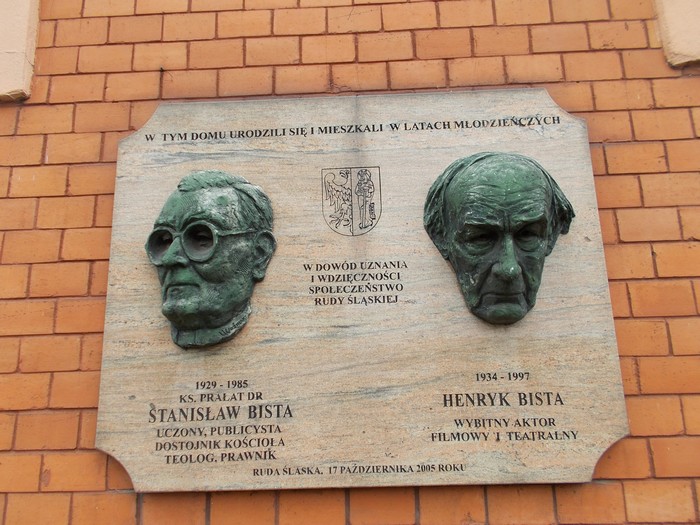 W TYM DOMU URODZILI SIĘ I MIESZKALI W LATACH MŁODZIEŃCZYCH
W DOWÓD UZNANIA
I WDZIĘCZNOŚCI
SPOŁECZEŃSTWO
RUDY ŚLĄSKIEJ
1929 - 1985
KS. PRAŁAT DR
STANISŁAW BISTA
UCZONY, PUBLICYSTA
DOSTOJNIK KOŚCIOŁA
TEOLOG, PRAWNIK
1934 - 1997
HENRYK BISTA
WYBITNY AKTOR
FILMOWY I TEATRALNY
RUDA ŚLĄSKA, 17 PAŹDZIERNIKA 2005 ROKU